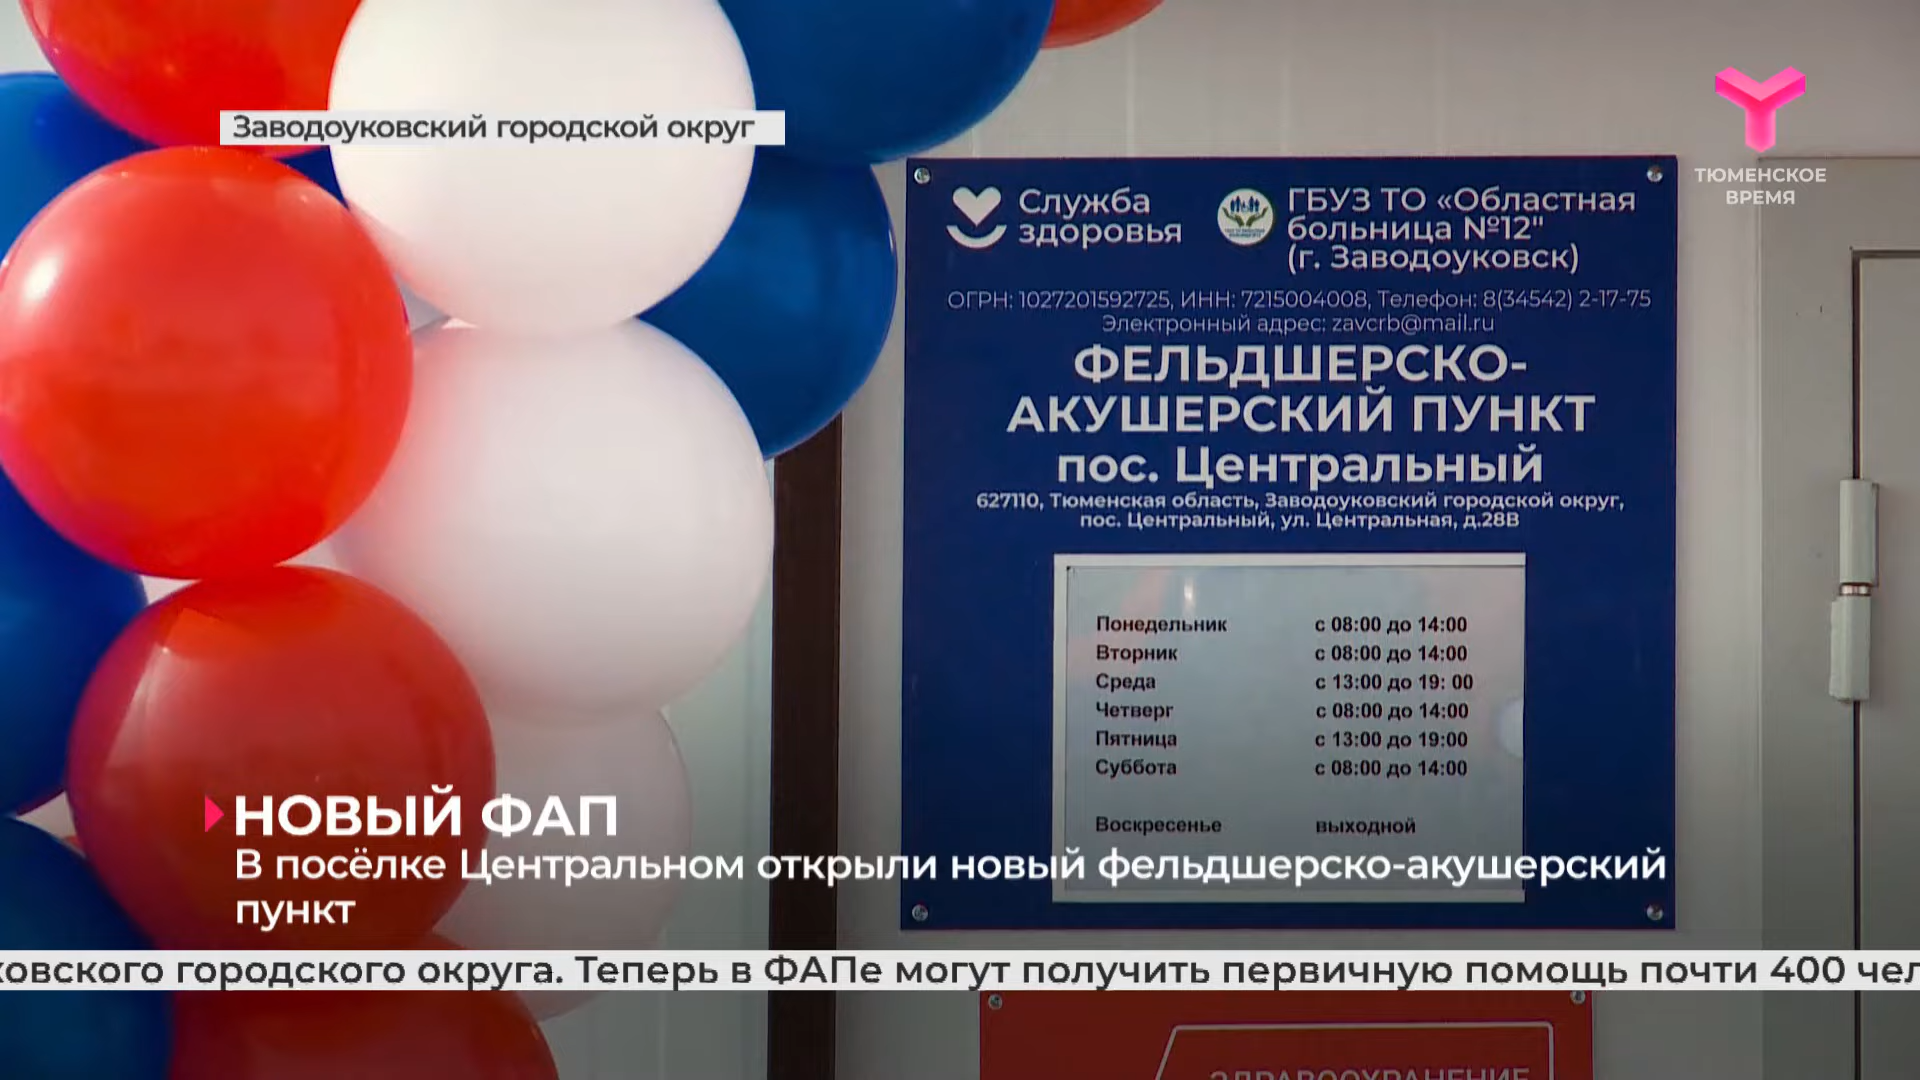 Заводоуковский городской округ
ТЮМЕНСКОЕ
ВРЕМЯ
Служба
здоровья
ГБУЗ ТО «Областная
больница №12"
(г. Заводоуковск)
ОГРН: 1027201592725, ИНН: 7215004008, Телефон: 8(34542) 2-17-75
Электронный адрес: zavcrb@mail.ru
ФЕЛЬДШЕРСКО-
АКУШЕРСКИЙ ПУНКТ
пос. Центральный
627110, Тюменская область, Заводоуковский городской округ,
пос. Центральный, ул. Центральная, д.28В
Понедельник с 08:00 до 14:00
Вторник с 08:00 до 14:00
Среда с 13:00 до 19: 00
Четверг с 08:00 до 14:00
Пятница с 13:00 до 19:00
Суббота с 08:00 до 14:00
Воскресенье выходной
НОВЫЙ ФАП
В посёлке Центральном открыли новый фельдшерско-акушерский
пункт
ковского городского округа. Теперь в ФАПе могут получить первичную помощь почти 400 чел
ЗДРАВООХРАНЕНИЕ